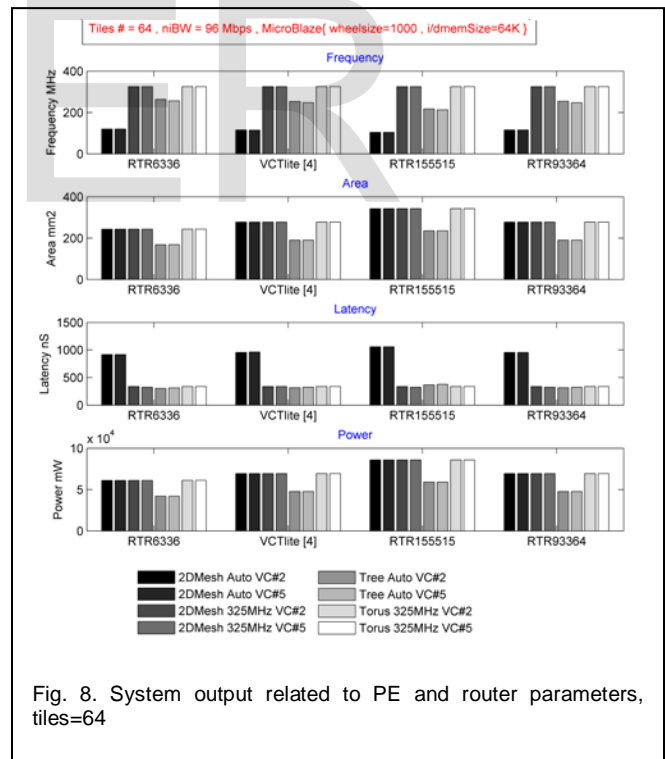 Tiles # = 64 , niBW = 96 Mbps , MicroBlaze{ wheelsize=1000 , i/dmemSize=64K }
Frequency
Frequency MHz
400
200
0
RTR6336 VCTlite [4] RTR155515 RTR93364
Area
Area mm2
400
200
0
RTR6336 VCTlite [4] RTR155515 RTR93364
Latency
Latency nS
1500
1000
500
0
RTR6336 VCTlite [4] RTR155515 RTR93364
Power
x 10^4
Power mW
10
5
0
RTR6336 VCTlite [4] RTR155515 RTR93364
2DMesh Auto VC#2 Tree Auto VC#2
2DMesh Auto VC#5 Tree Auto VC#5
2DMesh 325MHz VC#2 Torus 325MHz VC#2
2DMesh 325MHz VC#5 Torus 325MHz VC#5
Fig. 8. System output related to PE and router parameters,
tiles=64
ER